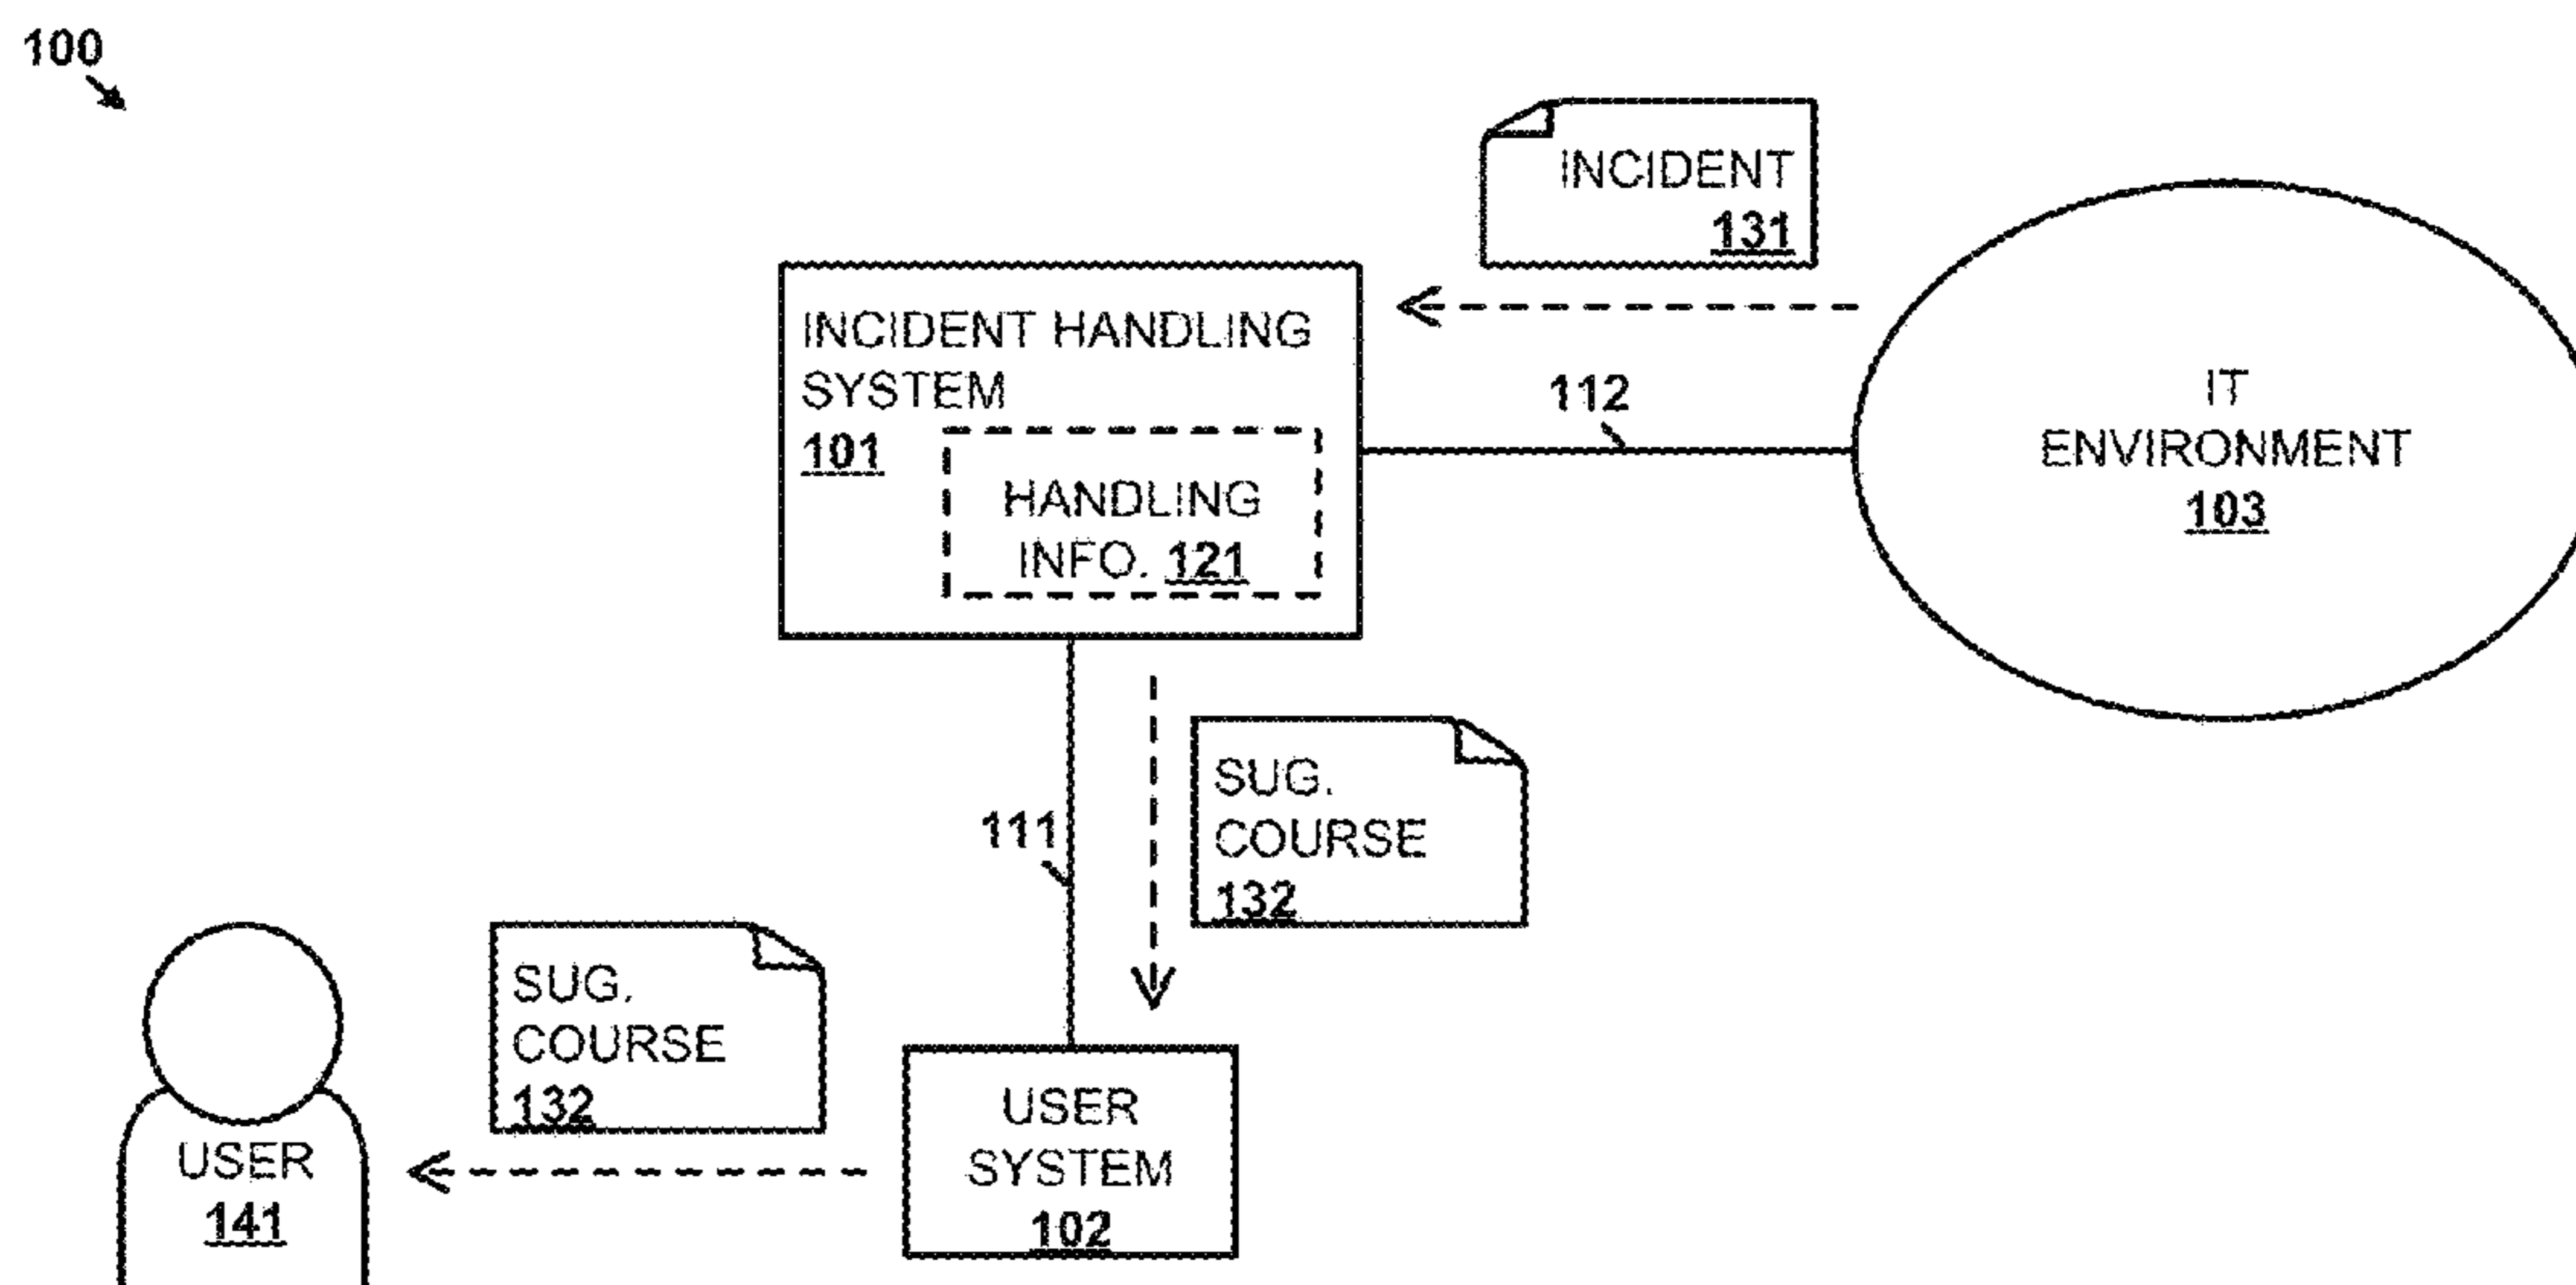 100
INCIDENT
131
INCIDENT HANDLING
SYSTEM
101
HANDLING
INFO. 121
112
IT
ENVIRONMENT
103
111
SUG.
COURSE
132
SUG.
COURSE
132
USER
SYSTEM
102
USER
141